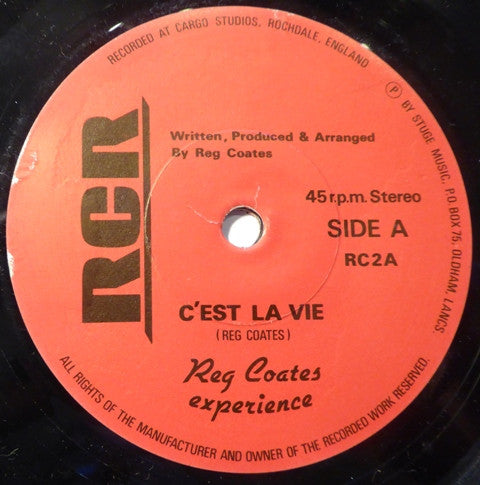 RECORDED AT CARGO STUDIOS, ROCHDALE, ENGLAND
℗ BY STUGE MUSIC, P.O. BOX 75, OLDHAM, LANCS
RCR
Written, Produced & Arranged
By Reg Coates
45 r.p.m. Stereo
SIDE A
RC2A
C'EST LA VIE
(REG COATES)
Reg Coates
experience
ALL RIGHTS OF THE MANUFACTURER AND OWNER OF THE RECORDED WORK RESERVED.